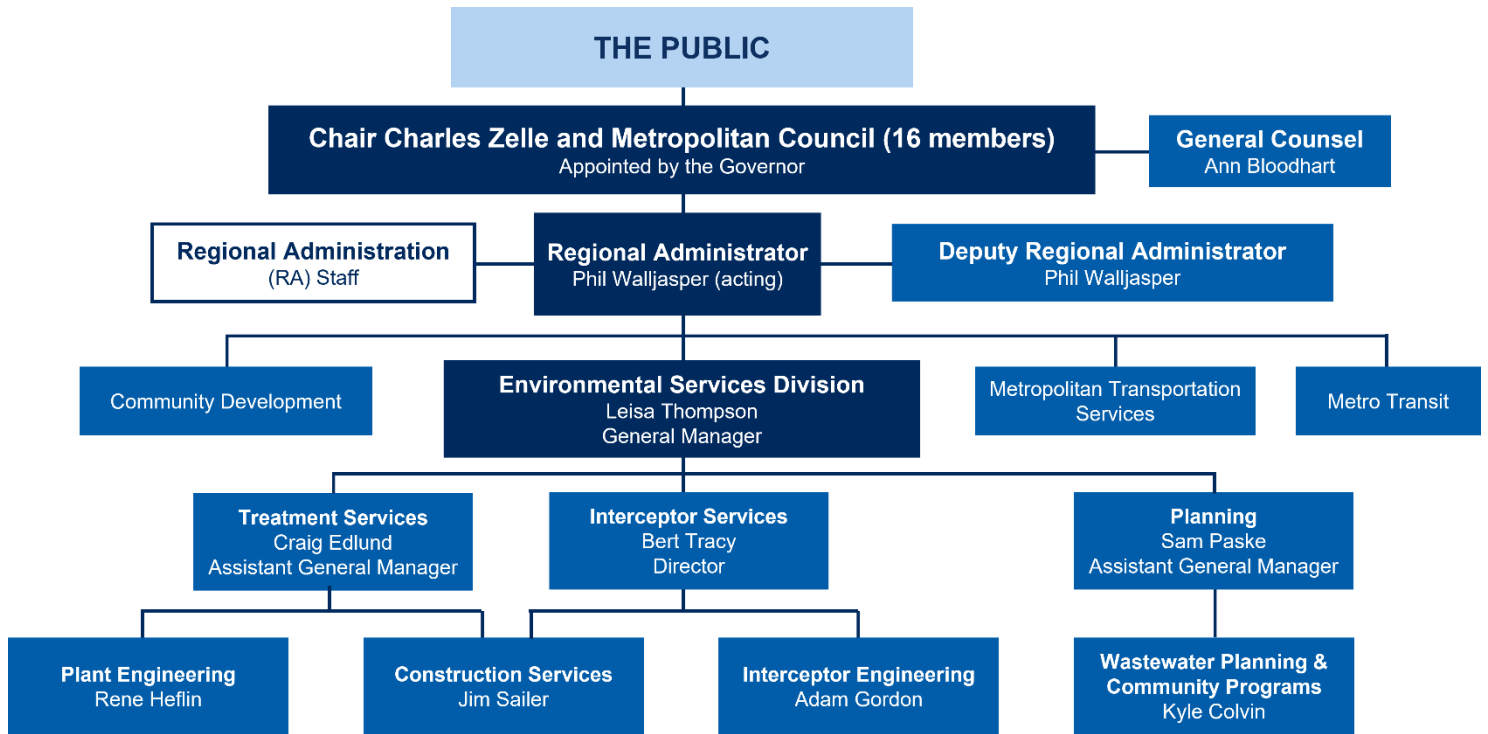 THE PUBLIC
Chair Charles Zelle and Metropolitan Council (16 members)
Appointed by the Governor
General Counsel
Ann Bloodhart
Regional Administration
(RA) Staff
Regional Administrator
Phil Walljasper (acting)
Deputy Regional Administrator
Phil Walljasper
Community Development
Environmental Services Division
Leisa Thompson
General Manager
Metropolitan Transportation
Services
Metro Transit
Treatment Services
Craig Edlund
Assistant General Manager
Interceptor Services
Bert Tracy
Director
Planning
Sam Paske
Assistant General Manager
Plant Engineering
Rene Heflin
Construction Services
Jim Sailer
Interceptor Engineering
Adam Gordon
Wastewater Planning &
Community Programs
Kyle Colvin